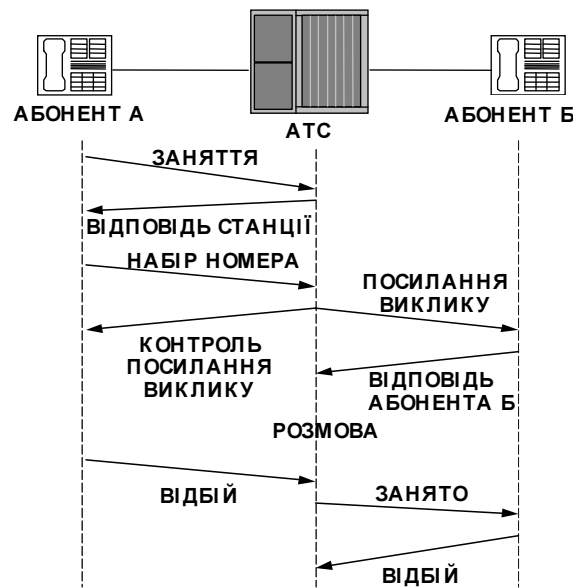 АБОНЕНТ А
АТС
АБОНЕНТ Б
ЗАНЯТТЯ
ВІДПОВІДЬ СТАНЦІЇ
НАБІР НОМЕРА
ПОСИЛАННЯ
ВИКЛИКУ
КОНТРОЛЬ
ПОСИЛАННЯ
ВИКЛИКУ
ВІДПОВІДЬ
АБОНЕНТА Б
РОЗМОВА
ВІДБІЙ
ЗАНЯТО
ВІДБІЙ